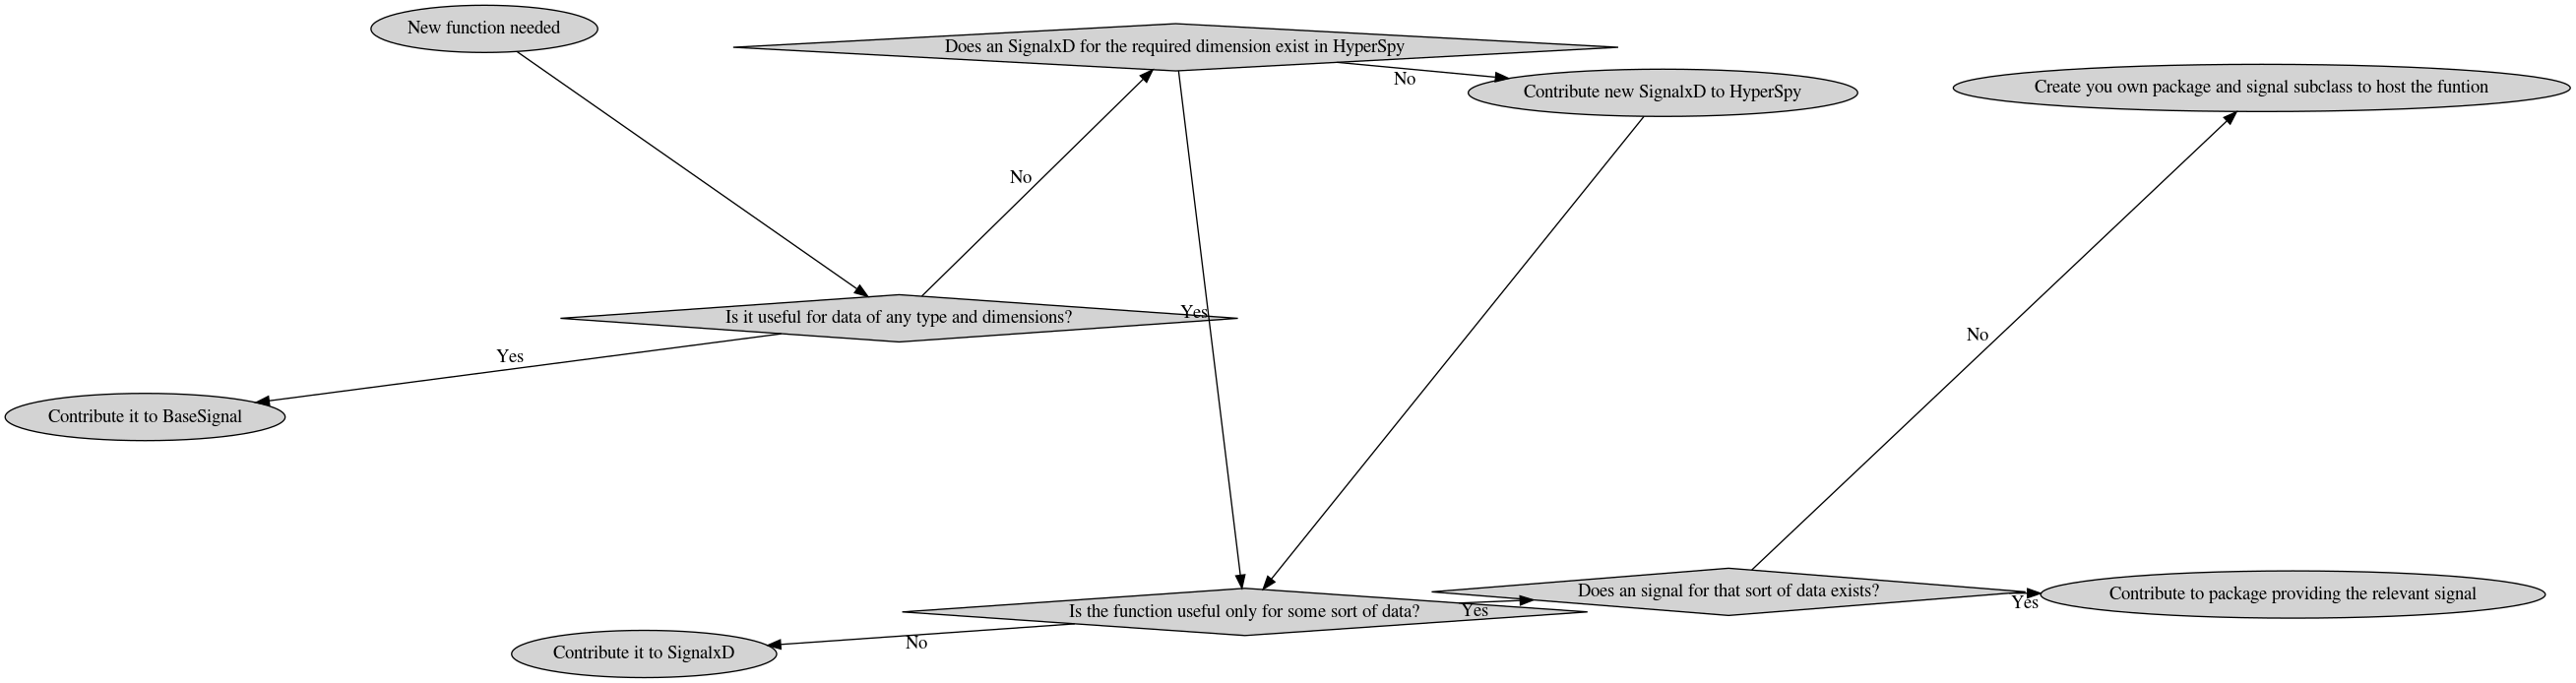 New function needed
Does an SignalxD for the required dimension exist in HyperSpy
No
Contribute new SignalxD to HyperSpy
Create you own package and signal subclass to host the funtion
No
Yes
Is it useful for data of any type and dimensions?
No
Yes
Contribute it to BaseSignal
Does an signal for that sort of data exists?
Contribute to package providing the relevant signal
Yes
Is the function useful only for some sort of data?
Yes
No
Contribute it to SignalxD